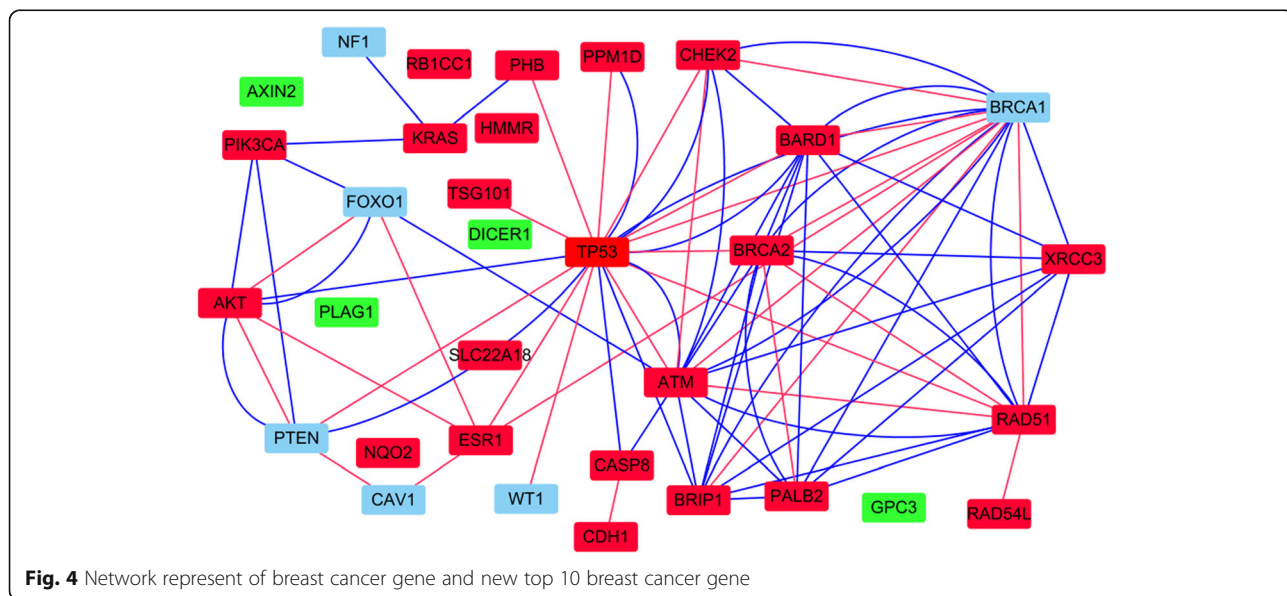 NF1
RB1CC1
PHB
PPM1D
CHEK2
AXIN2
BRCA1
PIK3CA
KRAS
HMMR
BARD1
TSG101
FOXO1
DICER1
TP53
BRCA2
XRCC3
AKT
PLAG1
SLC22A18
ATM
PTEN
NQO2
ESR1
RAD51
CASP8
CAV1
WT1
BRIP1
PALB2
GPC3
RAD54L
CDH1
Fig. 4 Network represent of breast cancer gene and new top 10 breast cancer gene